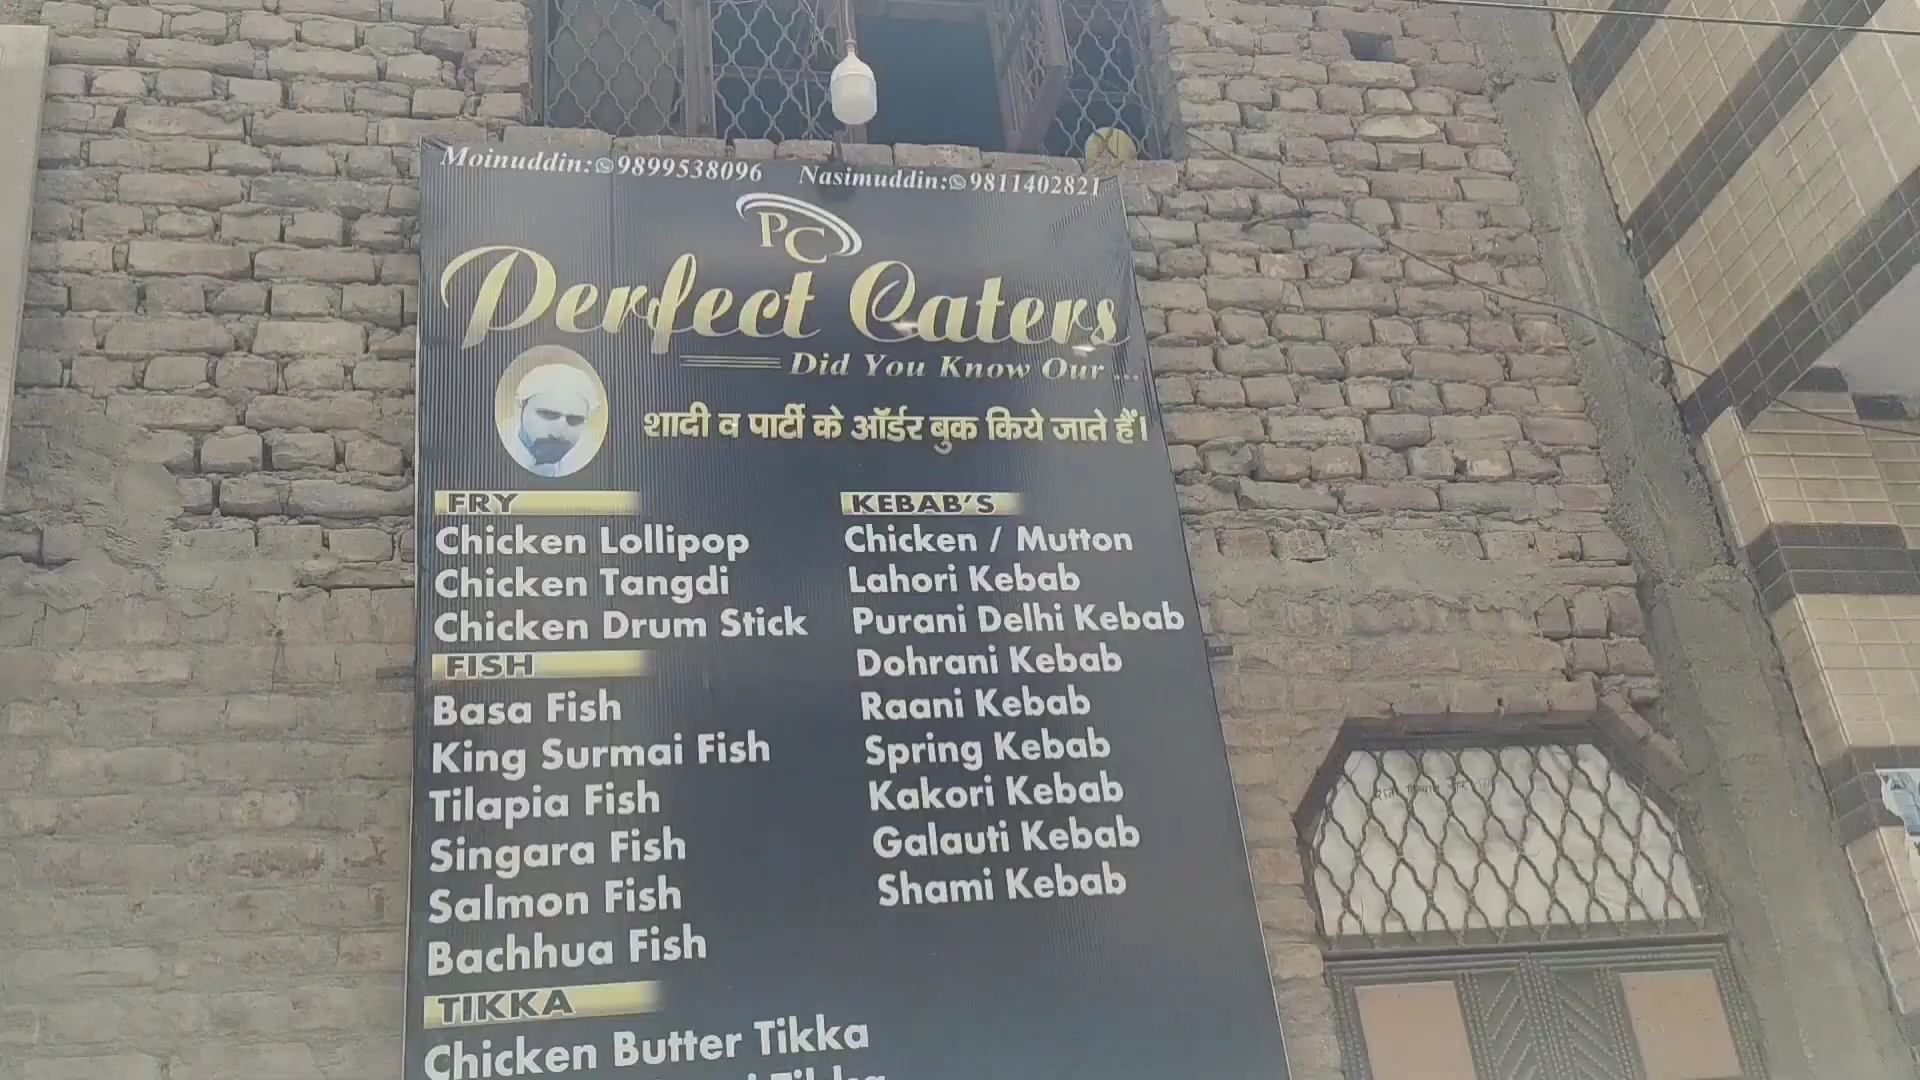 Moinuddin: 9899538096 Nasimuddin: 9811402821
PC
Perfect Caters
Did You Know Our ...
शादी व पार्टी के ऑर्डर बुक किये जाते हैं।
FRY
Chicken Lollipop
Chicken Tangdi
Chicken Drum Stick
FISH
Basa Fish
King Surmai Fish
Tilapia Fish
Singara Fish
Salmon Fish
Bachhua Fish
TIKKA
Chicken Butter Tikka
KEBAB'S
Chicken / Mutton
Lahori Kebab
Purani Delhi Kebab
Dohrani Kebab
Raani Kebab
Spring Kebab
Kakori Kebab
Galauti Kebab
Shami Kebab